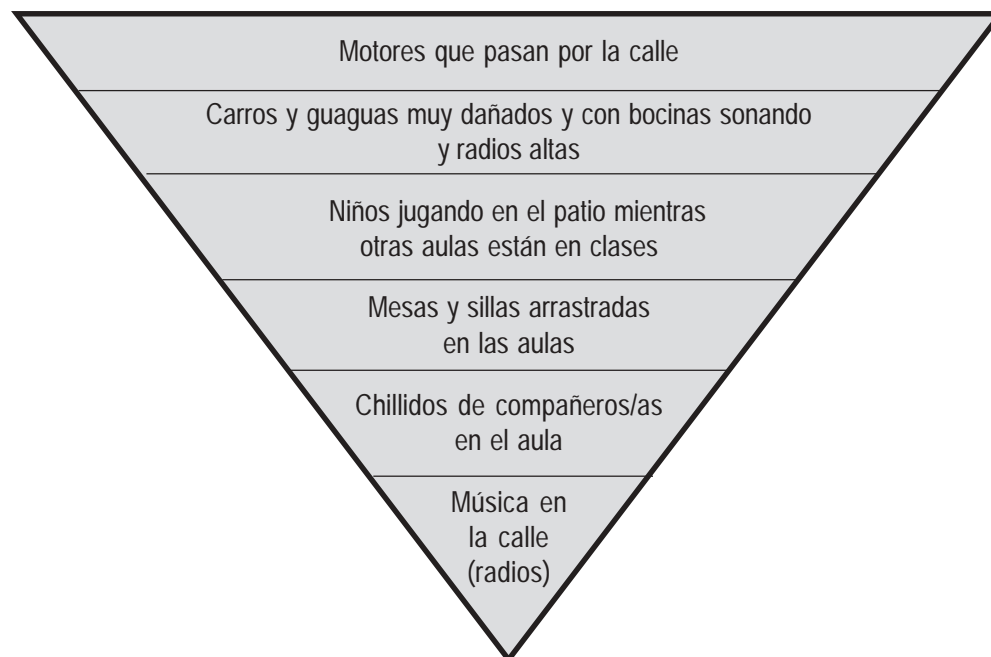 Motores que pasan por la calle
Carros y guaguas muy dañados y con bocinas sonando
y radios altas
Niños jugando en el patio mientras
otras aulas están en clases
Mesas y sillas arrastradas
en las aulas
Chillidos de compañeros/as
en el aula
Música en
la calle
(radios)